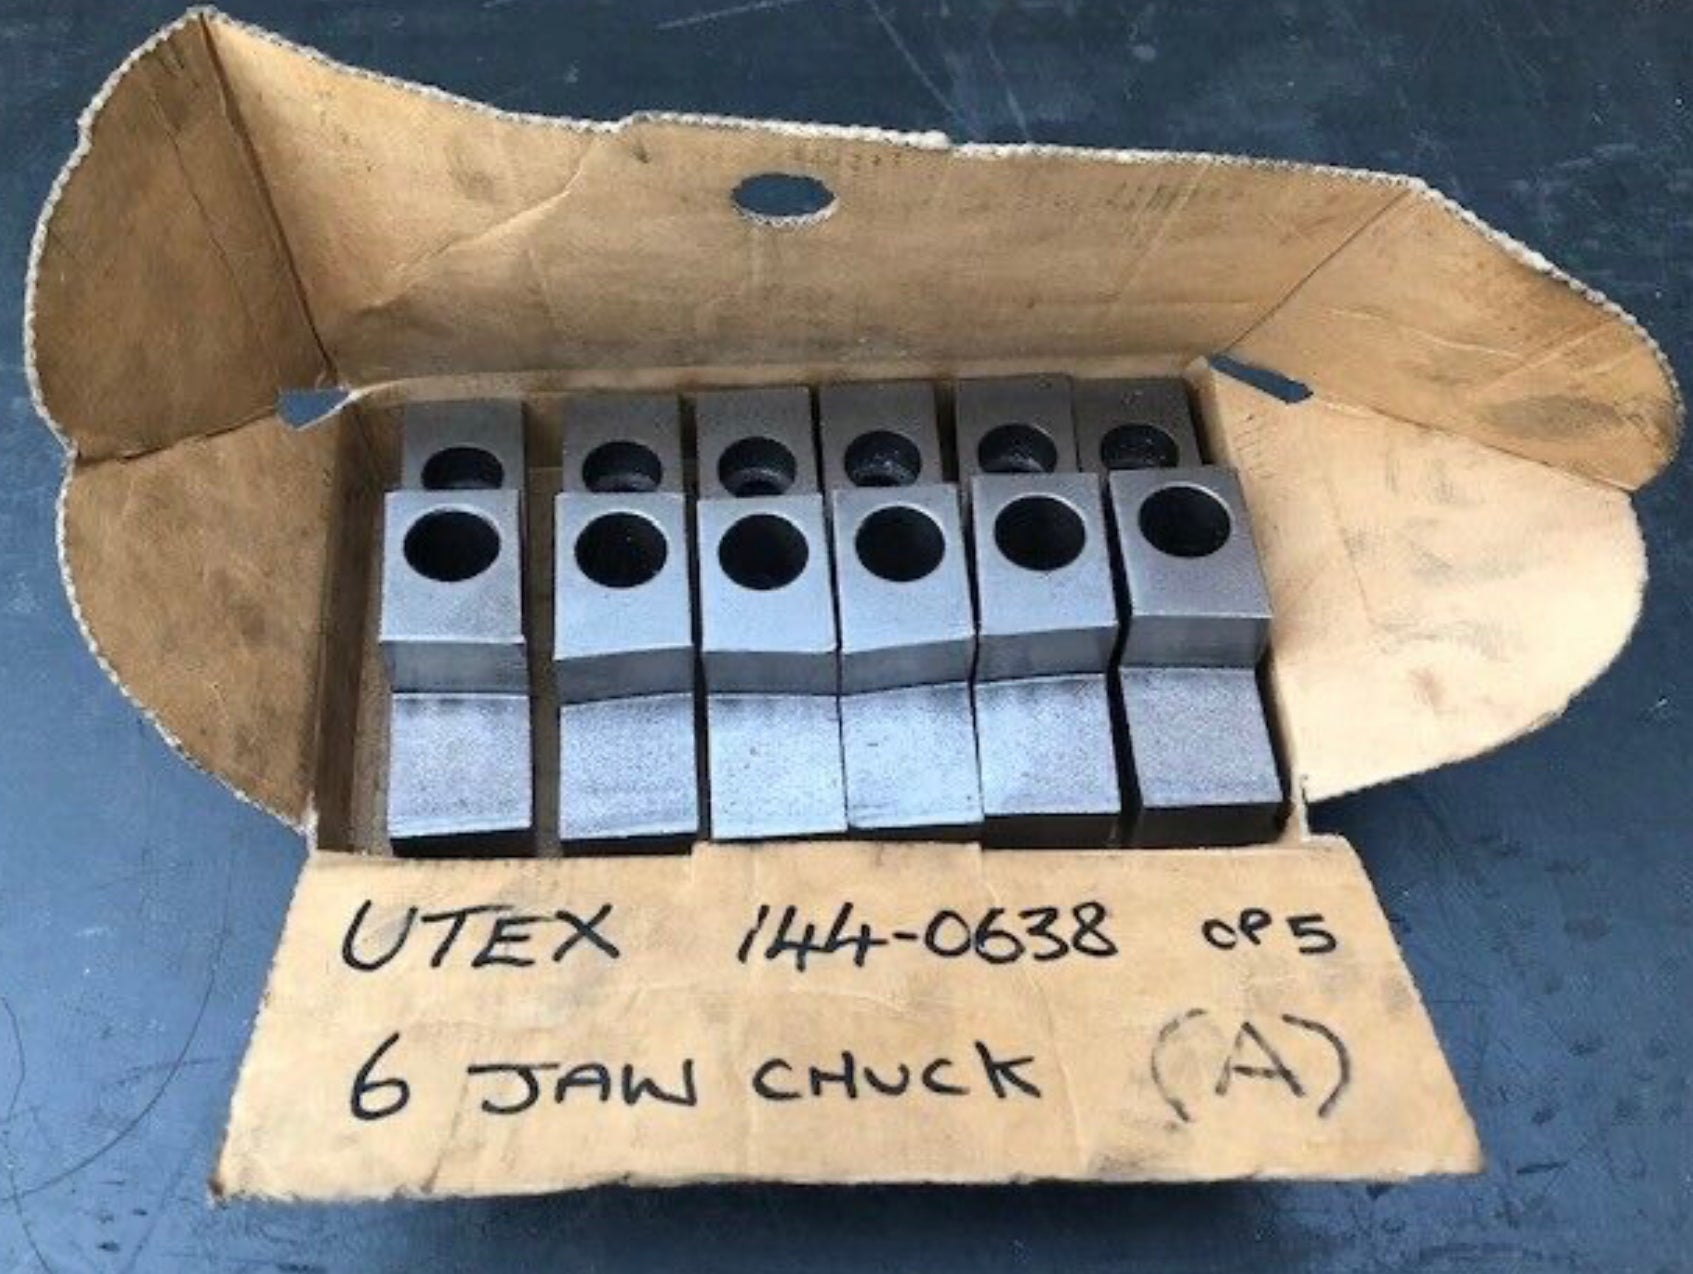 UTEX 144-0638 OP5
6 JAW CHUCK (A)